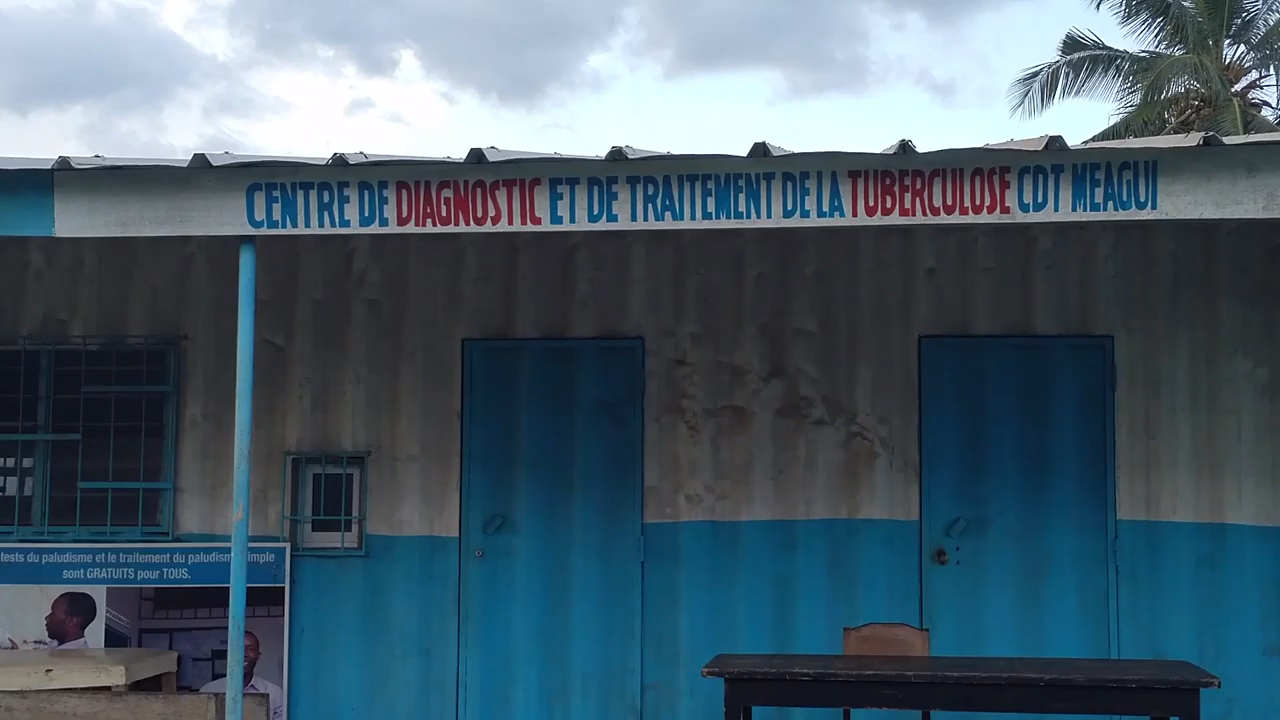 CENTRE DE DIAGNOSTIC ET DE TRAITEMENT DE LA TUBERCULOSE CDT MEAGUI
tests du paludisme et le traitement du paludisme simple
sont GRATUITS pour TOUS.